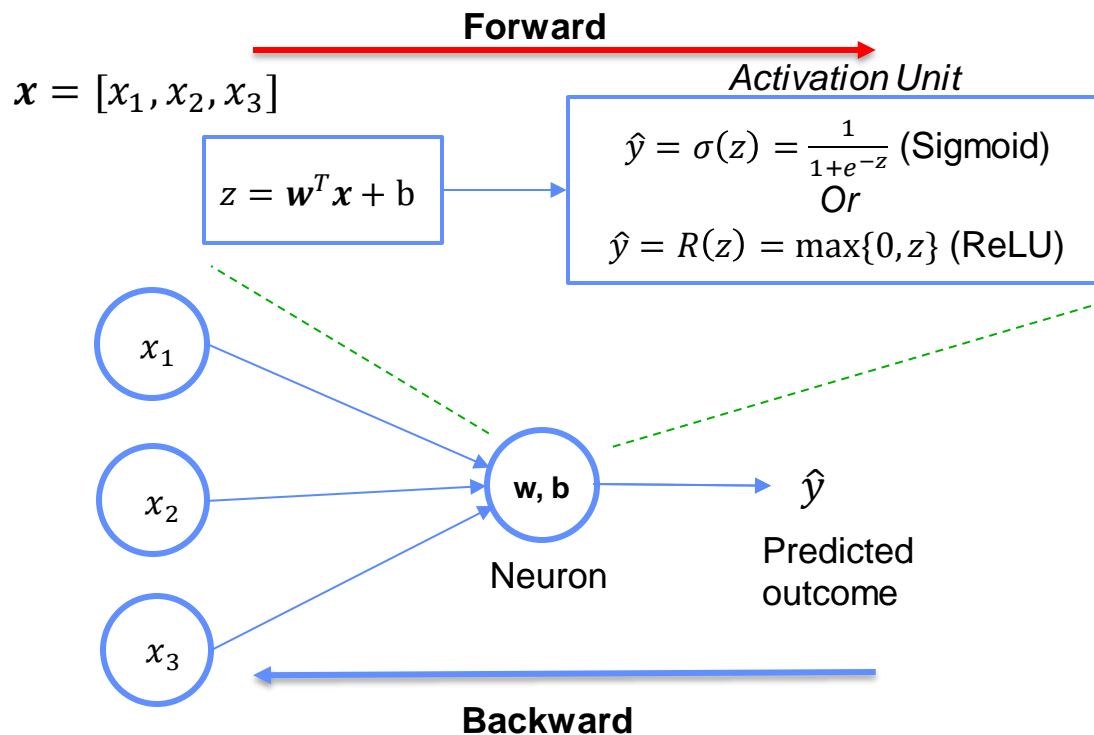 Forward
𝒙 = [x₁, x₂, x₃]
Activation Unit
z = 𝒘ᵀ𝒙 + b
ŷ = σ(z) = 1/(1+e⁻ᶻ) (Sigmoid)
Or
ŷ = R(z) = max{0, z} (ReLU)
x₁
x₂
x₃
w, b
Neuron
ŷ
Predicted
outcome
Backward